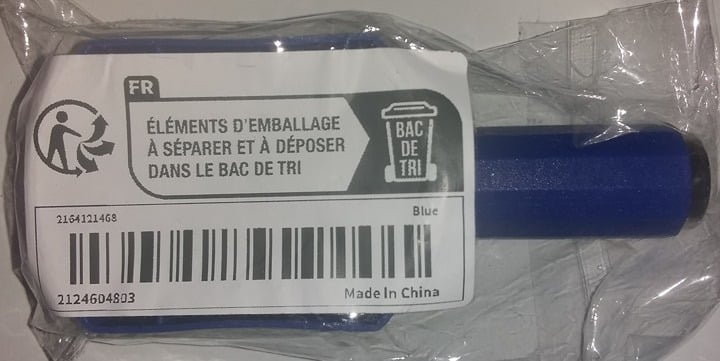 FR
ÉLÉMENTS D'EMBALLAGE
À SÉPARER ET À DÉPOSER
DANS LE BAC DE TRI
BAC
DE
TRI
2164121468
Blue
2124604803
Made In China